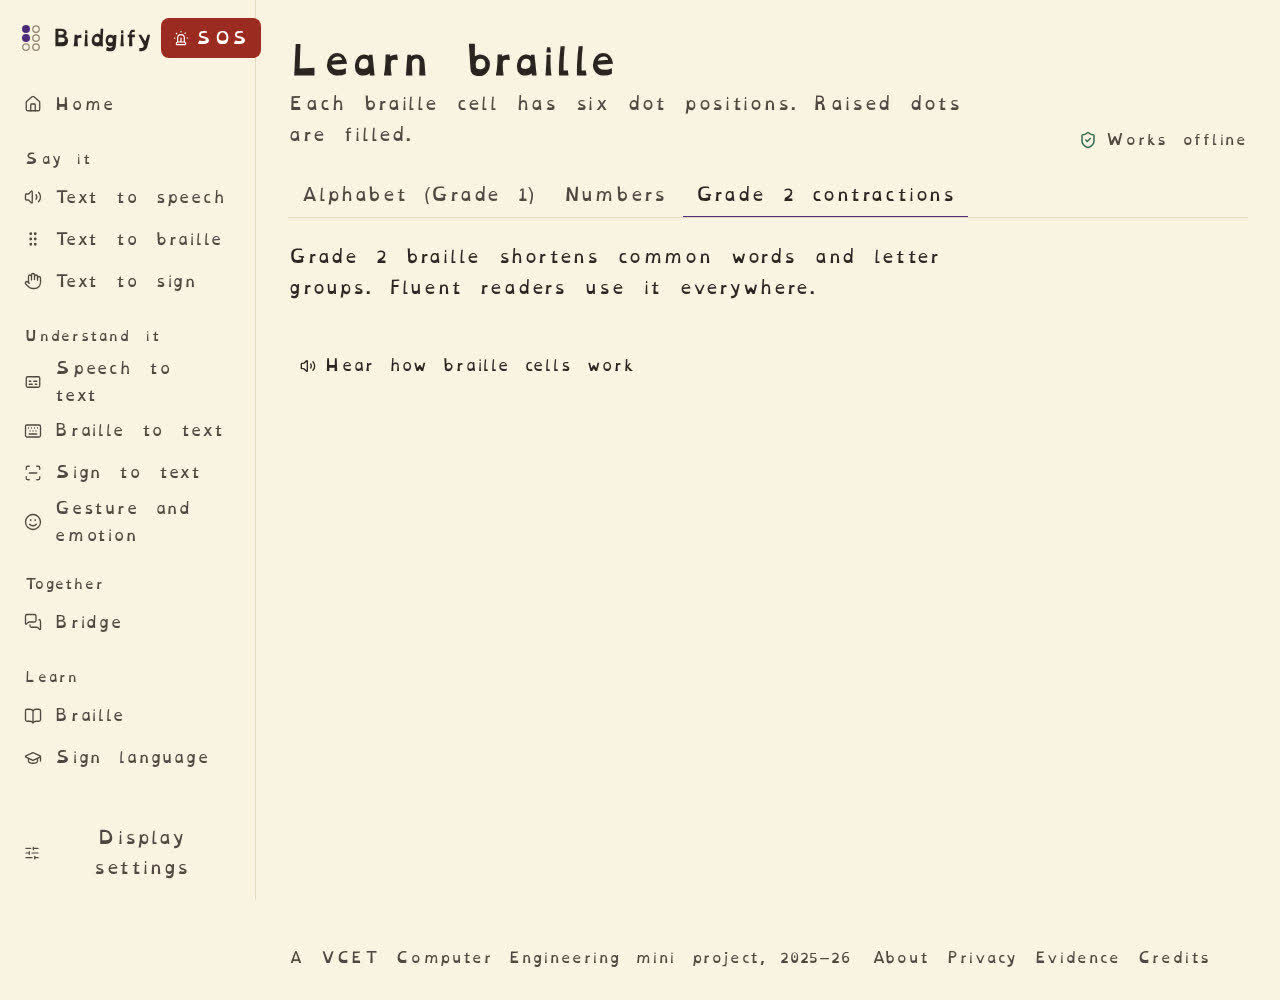 Bridgify
SOS
Home
Say it
Text to speech
Text to braille
Text to sign
Understand it
Speech to
text
Braille to text
Sign to text
Gesture and
emotion
Together
Bridge
Learn
Braille
Sign language
Display
settings
Learn braille
Each braille cell has six dot positions. Raised dots
are filled.
Works offline
Alphabet (Grade 1) Numbers Grade 2 contractions
Grade 2 braille shortens common words and letter
groups. Fluent readers use it everywhere.
Hear how braille cells work
A VCET Computer Engineering mini project, 2025–26 About Privacy Evidence Credits